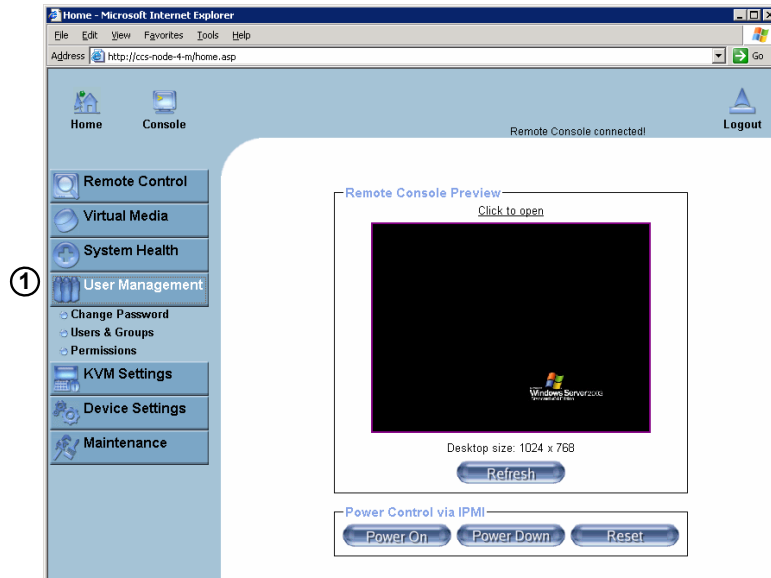 Home - Microsoft Internet Explorer
File Edit View Favorites Tools Help
Address http://ccs-node-4-m/home.asp Go
Home Console Remote Console connected! Logout
Remote Control
Virtual Media
System Health
1 User Management
Change Password
Users & Groups
Permissions
KVM Settings
Device Settings
Maintenance
Remote Console Preview
Click to open
Windows Server 2003
Desktop size: 1024 x 768
Refresh
Power Control via IPMI
Power On Power Down Reset